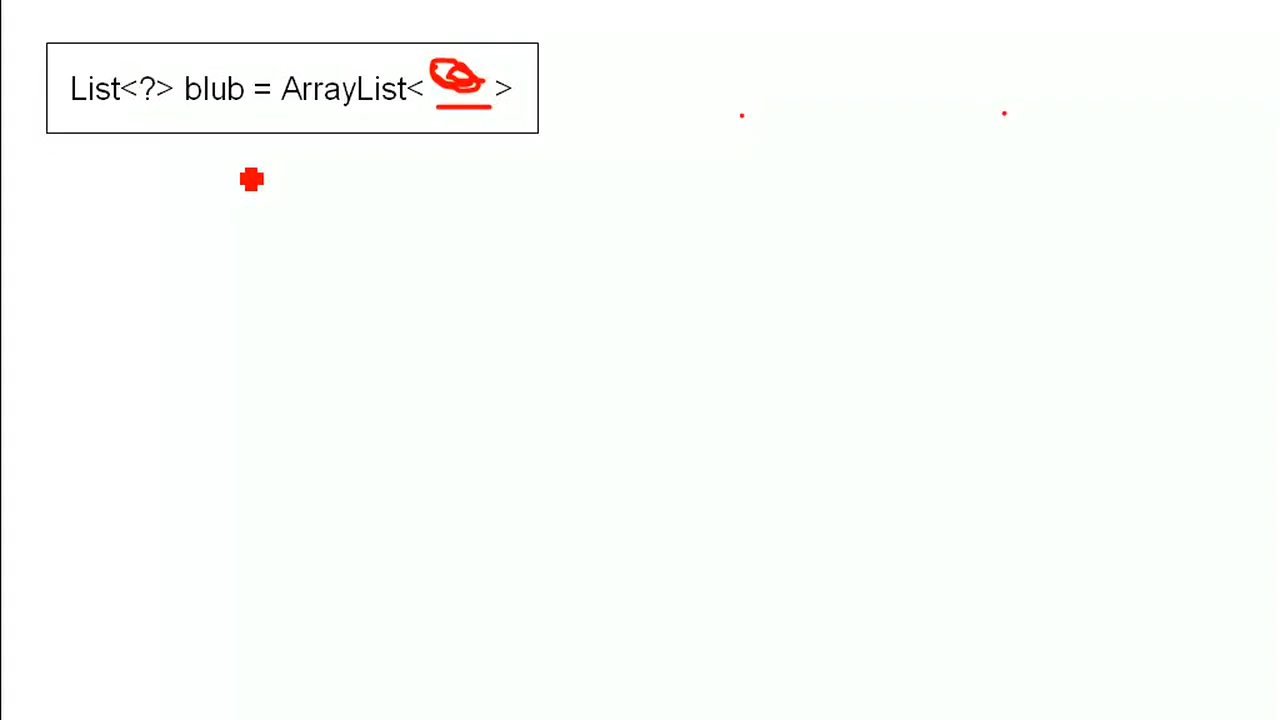 List<?> blub = ArrayList< >